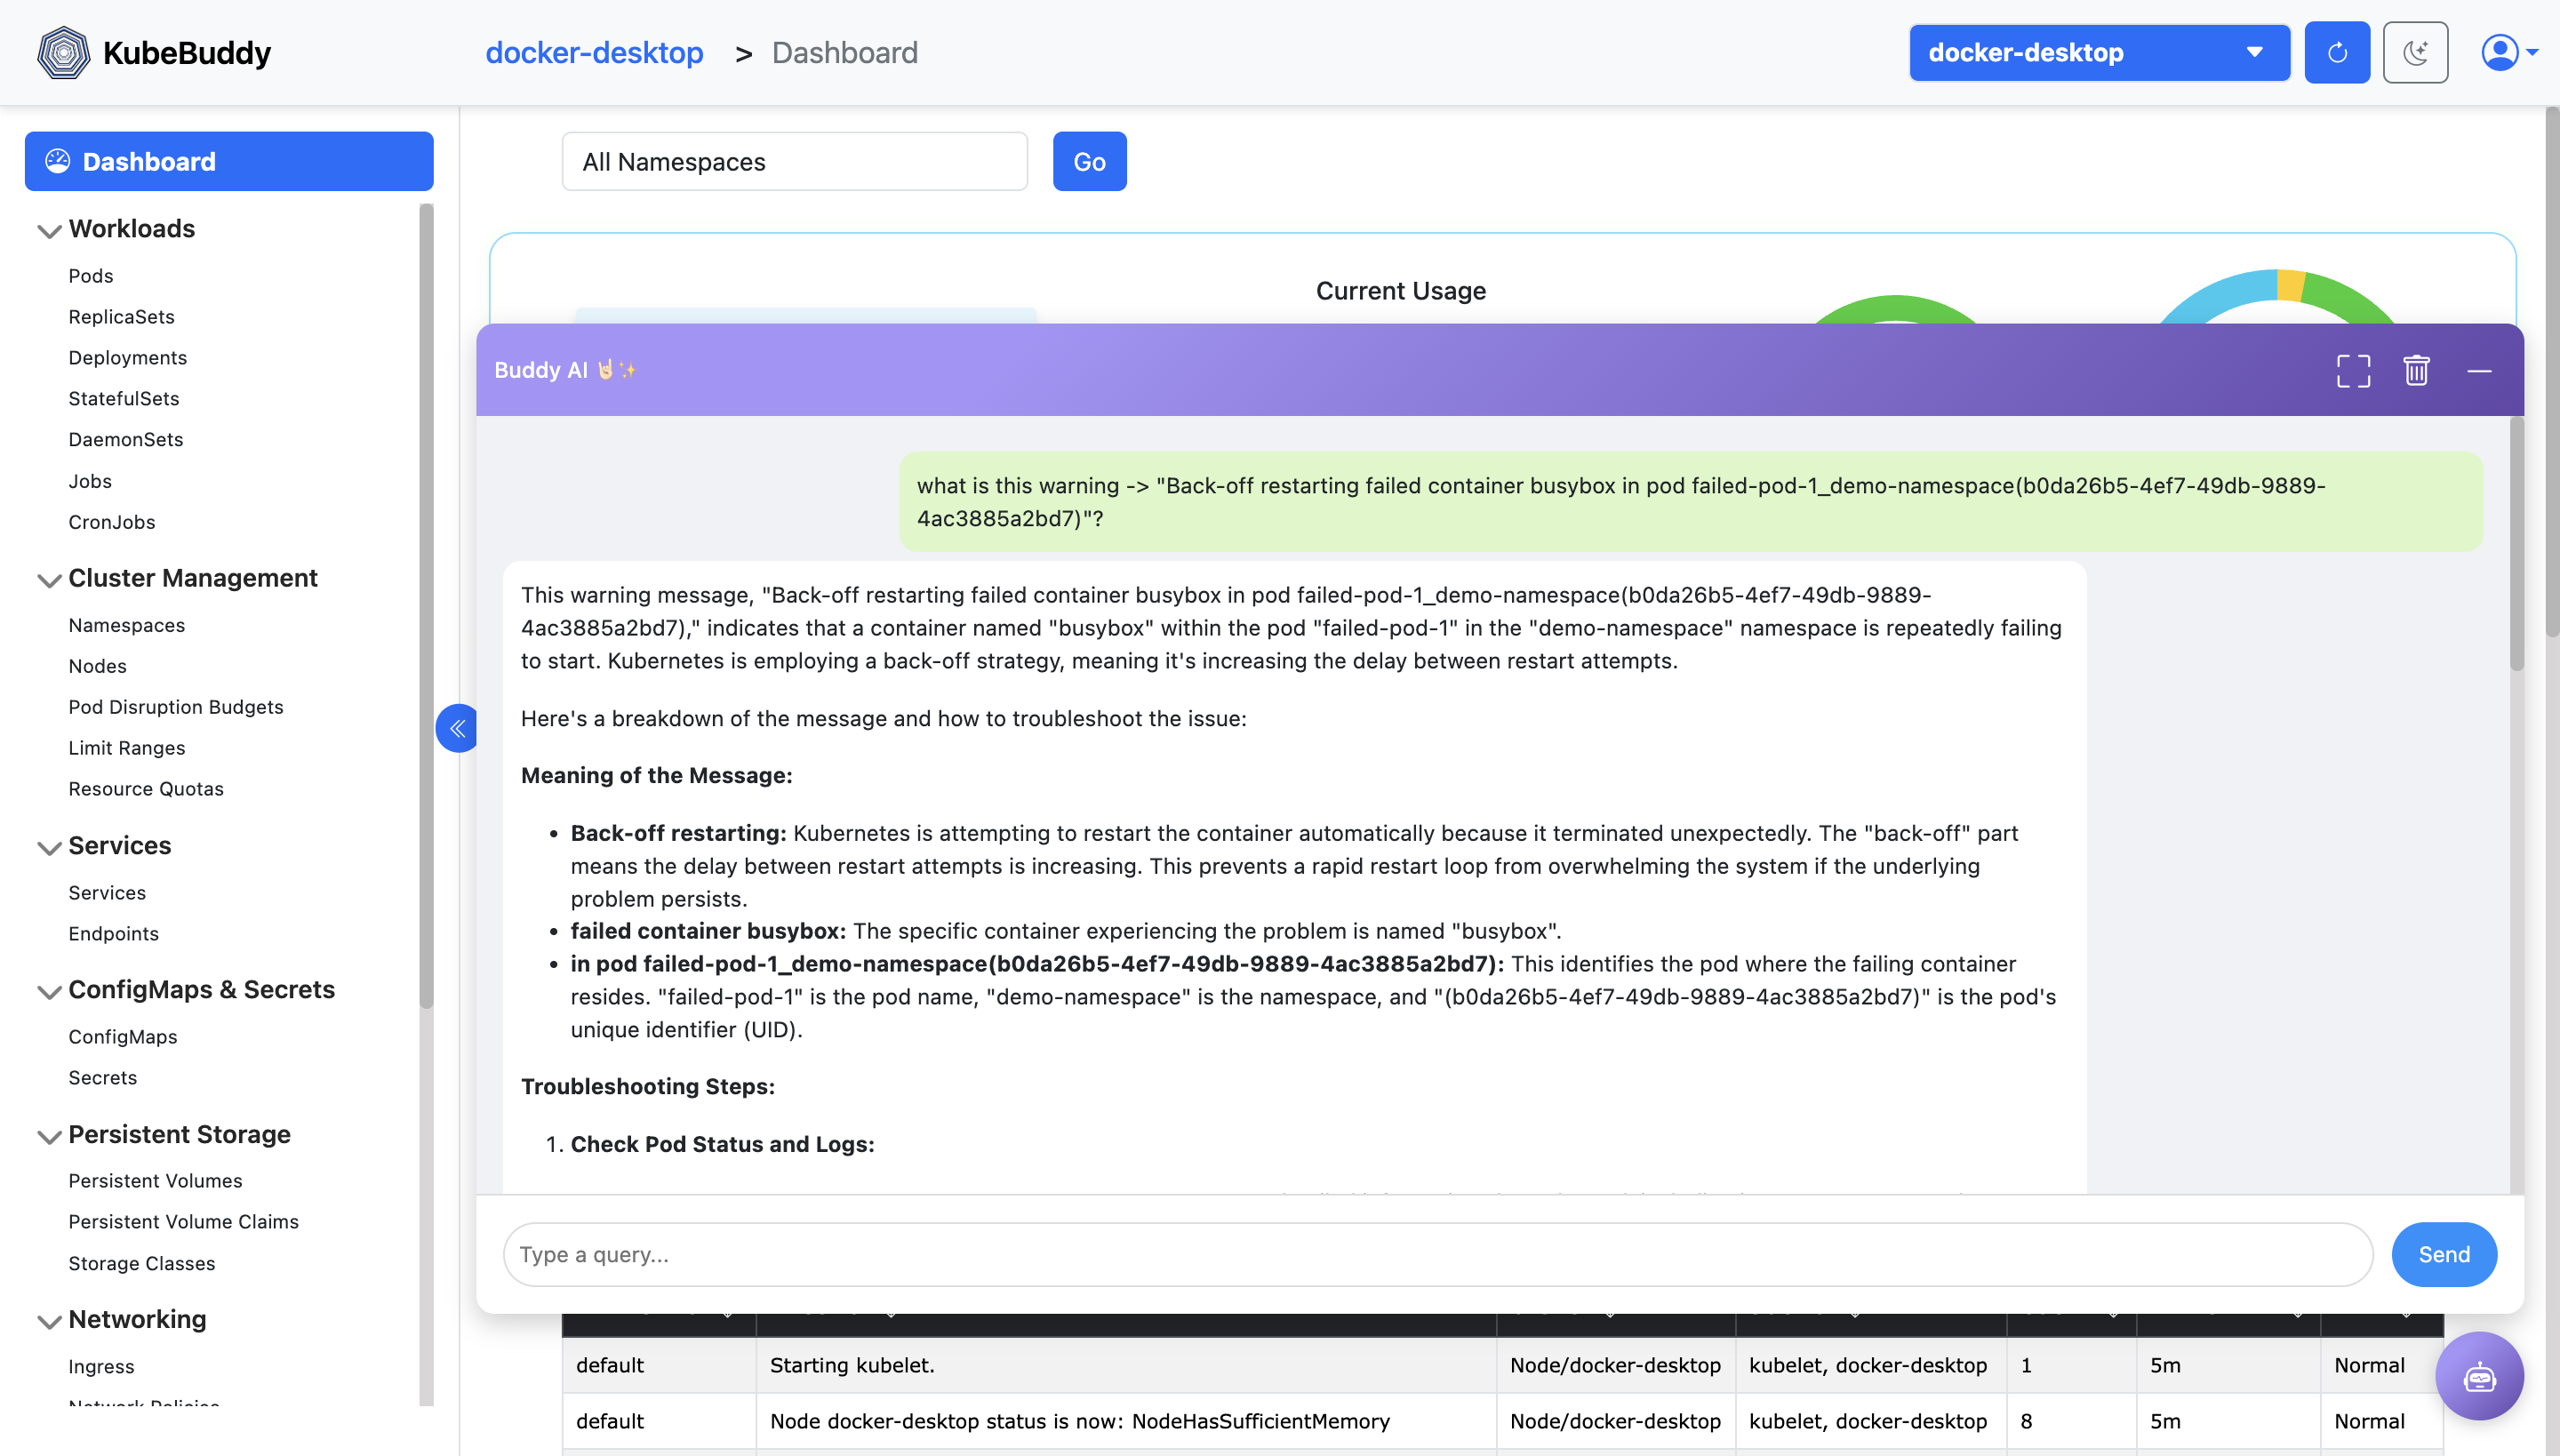 KubeBuddy
docker-desktop > Dashboard
docker-desktop
Dashboard
Workloads
Pods
ReplicaSets
Deployments
StatefulSets
DaemonSets
Jobs
CronJobs
Cluster Management
Namespaces
Nodes
Pod Disruption Budgets
Limit Ranges
Resource Quotas
Services
Services
Endpoints
ConfigMaps & Secrets
ConfigMaps
Secrets
Persistent Storage
Persistent Volumes
Persistent Volume Claims
Storage Classes
Networking
Ingress
Network Policies
All Namespaces
Go
Current Usage
Buddy AI 🤘🏻✨
what is this warning -> "Back-off restarting failed container busybox in pod failed-pod-1_demo-namespace(b0da26b5-4ef7-49db-9889-
4ac3885a2bd7)"?
This warning message, "Back-off restarting failed container busybox in pod failed-pod-1_demo-namespace(b0da26b5-4ef7-49db-9889-
4ac3885a2bd7)," indicates that a container named "busybox" within the pod "failed-pod-1" in the "demo-namespace" namespace is repeatedly failing
to start. Kubernetes is employing a back-off strategy, meaning it's increasing the delay between restart attempts.
Here's a breakdown of the message and how to troubleshoot the issue:
Meaning of the Message:
• Back-off restarting: Kubernetes is attempting to restart the container automatically because it terminated unexpectedly. The "back-off" part
means the delay between restart attempts is increasing. This prevents a rapid restart loop from overwhelming the system if the underlying
problem persists.
• failed container busybox: The specific container experiencing the problem is named "busybox".
• in pod failed-pod-1_demo-namespace(b0da26b5-4ef7-49db-9889-4ac3885a2bd7): This identifies the pod where the failing container
resides. "failed-pod-1" is the pod name, "demo-namespace" is the namespace, and "(b0da26b5-4ef7-49db-9889-4ac3885a2bd7)" is the pod's
unique identifier (UID).
Troubleshooting Steps:
1. Check Pod Status and Logs:
Type a query...
Send
default Starting kubelet. Node/docker-desktop kubelet, docker-desktop 1 5m Normal
default Node docker-desktop status is now: NodeHasSufficientMemory Node/docker-desktop kubelet, docker-desktop 8 5m Normal